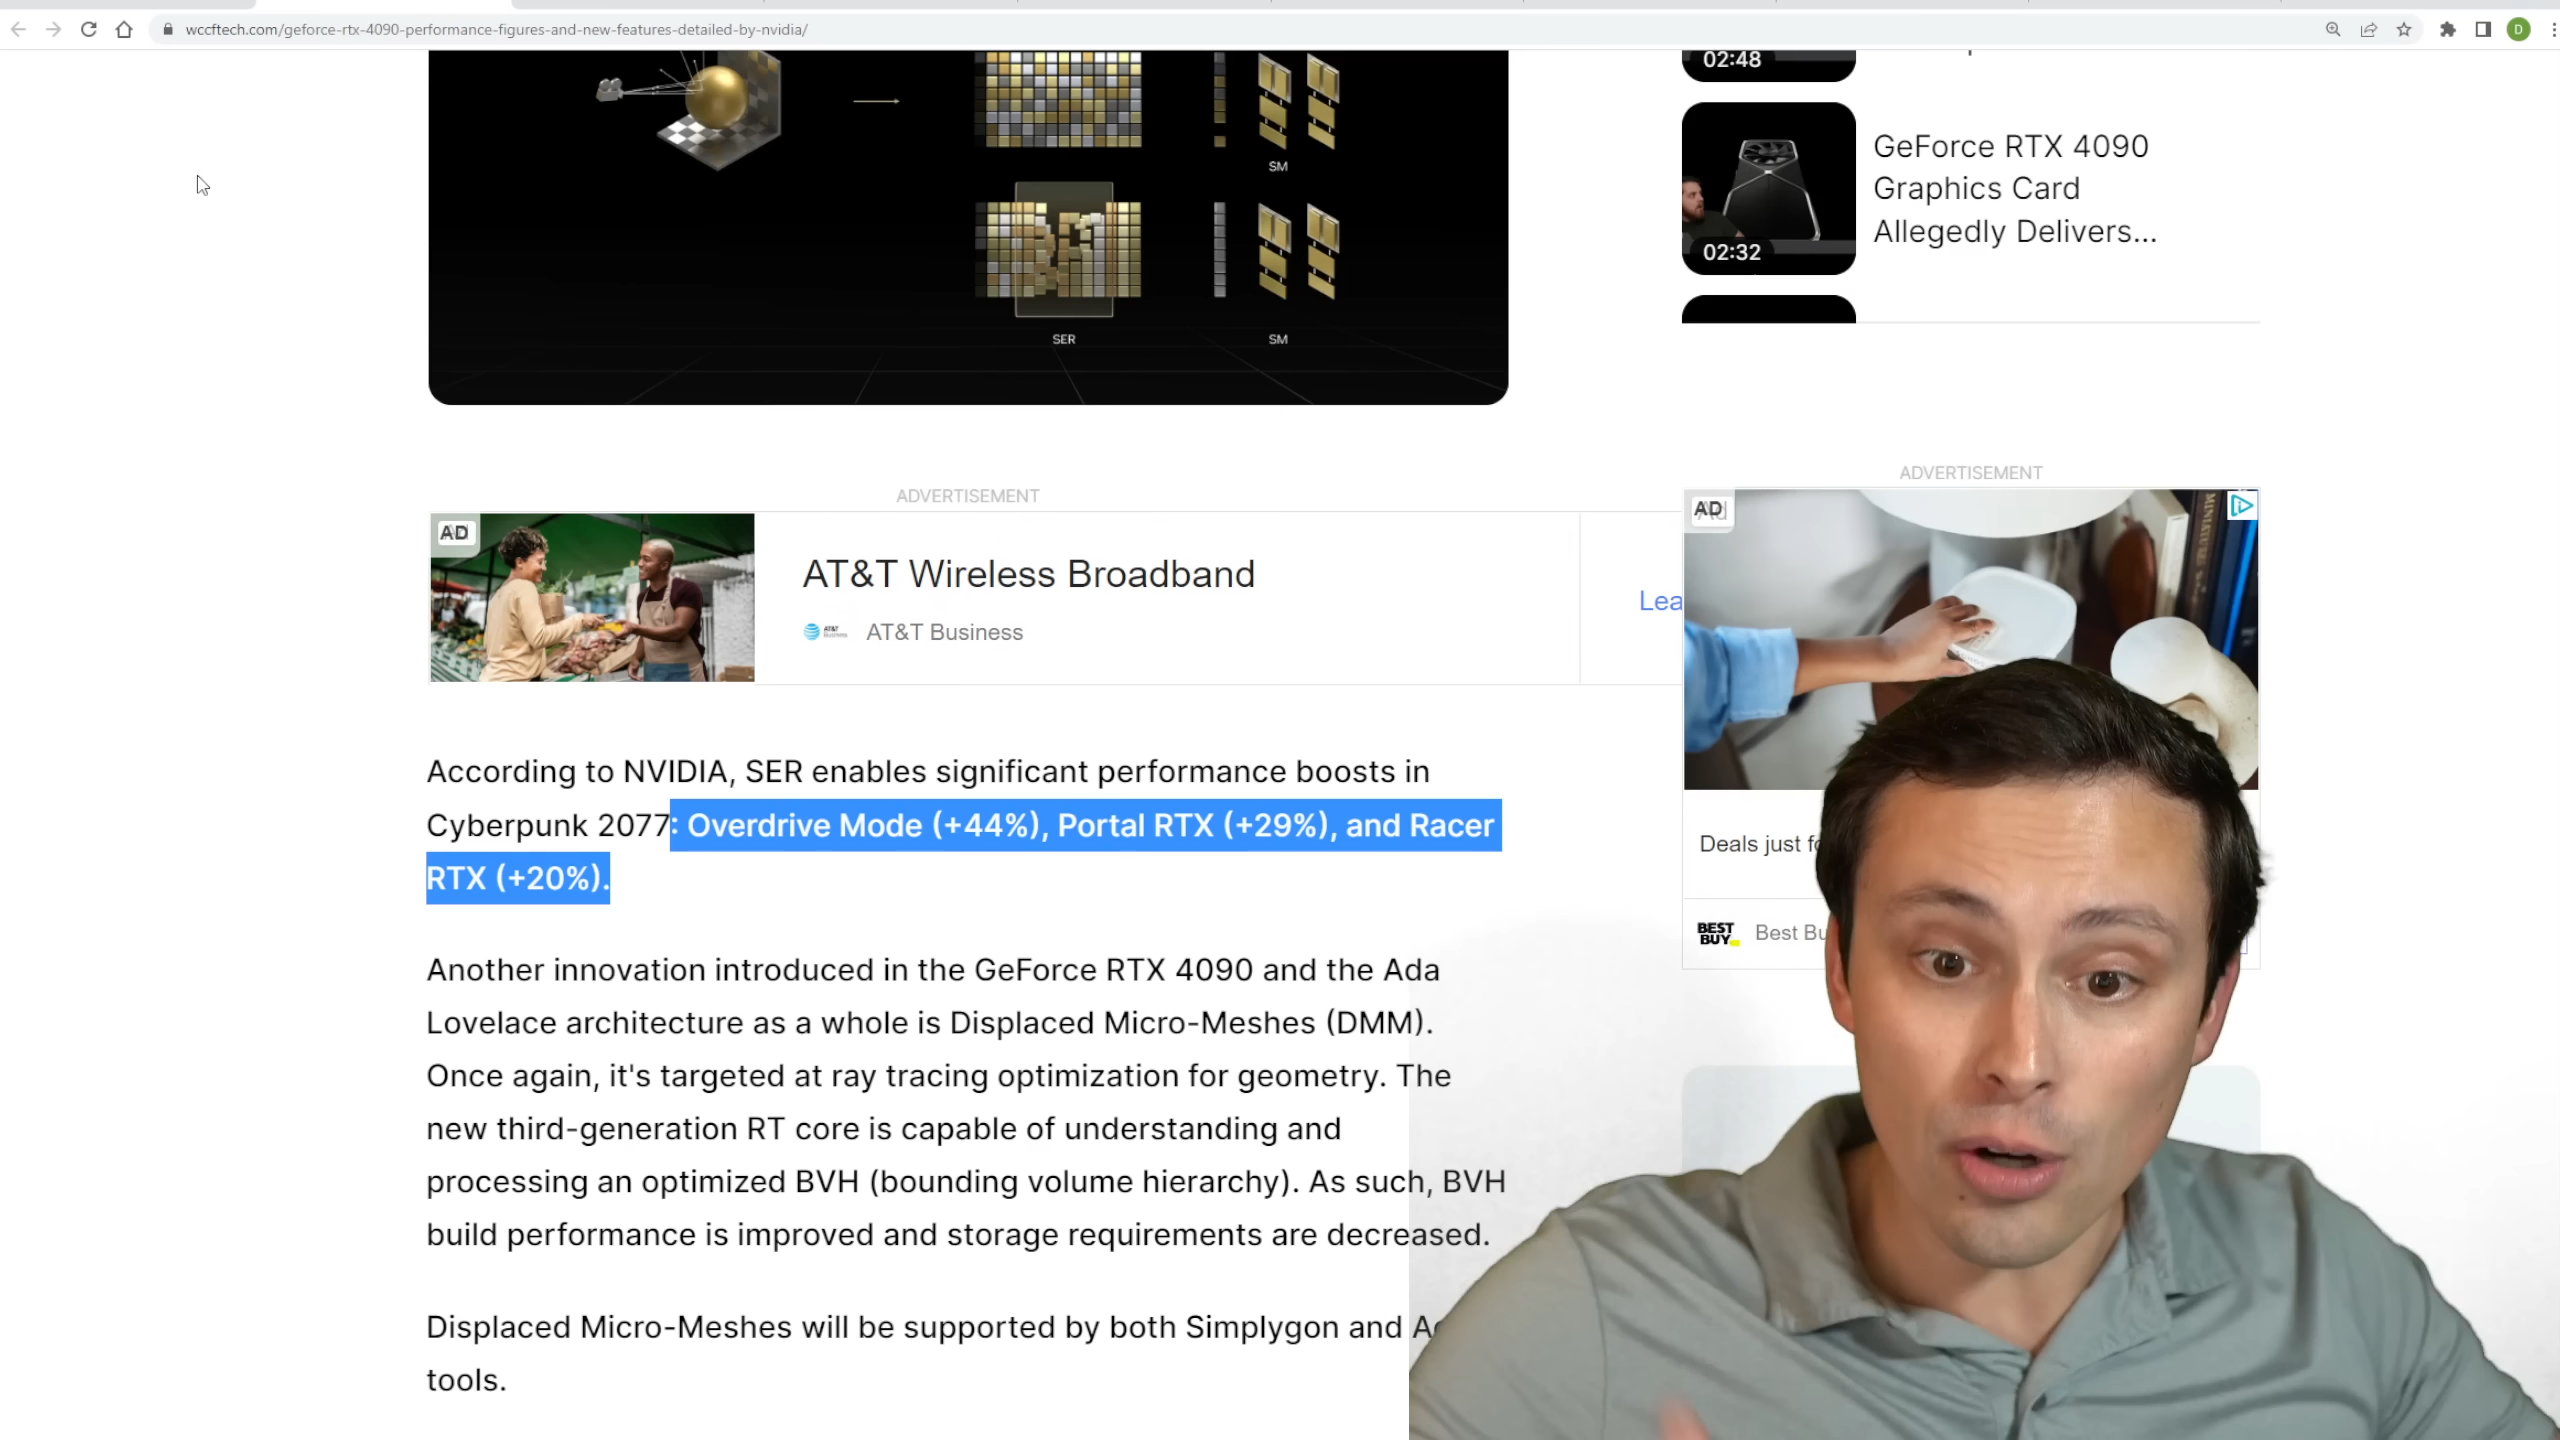 wccftech.com/geforce-rtx-4090-performance-figures-and-new-features-detailed-by-nvidia/
D
02:48
SM
SER
SM
02:32
GeForce RTX 4090
Graphics Card
Allegedly Delivers...
ADVERTISEMENT
AD
AT&T Wireless Broadband
AT&T Business
AT&T Business
Lea
ADVERTISEMENT
AD
Deals just fo
BEST BUY
Best Bu
According to NVIDIA, SER enables significant performance boosts in
Cyberpunk 2077: Overdrive Mode (+44%), Portal RTX (+29%), and Racer
RTX (+20%).
Another innovation introduced in the GeForce RTX 4090 and the Ada
Lovelace architecture as a whole is Displaced Micro-Meshes (DMM).
Once again, it's targeted at ray tracing optimization for geometry. The
new third-generation RT core is capable of understanding and
processing an optimized BVH (bounding volume hierarchy). As such, BVH
build performance is improved and storage requirements are decreased.
Displaced Micro-Meshes will be supported by both Simplygon and
tools.